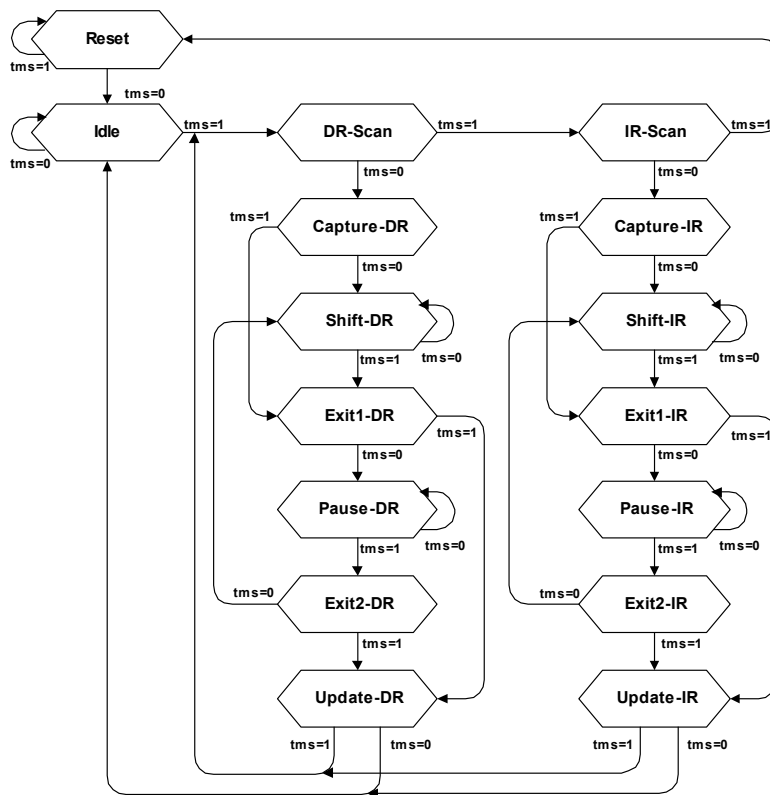 Reset
tms=1
tms=0
Idle
tms=1
DR-Scan
tms=1
IR-Scan
tms=1
tms=0
tms=0
tms=0
tms=1
Capture-DR
tms=1
Capture-IR
tms=0
tms=0
Shift-DR
Shift-IR
tms=1
tms=0
tms=1
tms=0
Exit1-DR
tms=1
Exit1-IR
tms=1
tms=0
tms=0
Pause-DR
Pause-IR
tms=1
tms=0
tms=1
tms=0
tms=0
Exit2-DR
tms=0
Exit2-IR
tms=1
tms=1
Update-DR
Update-IR
tms=1
tms=0
tms=1
tms=0